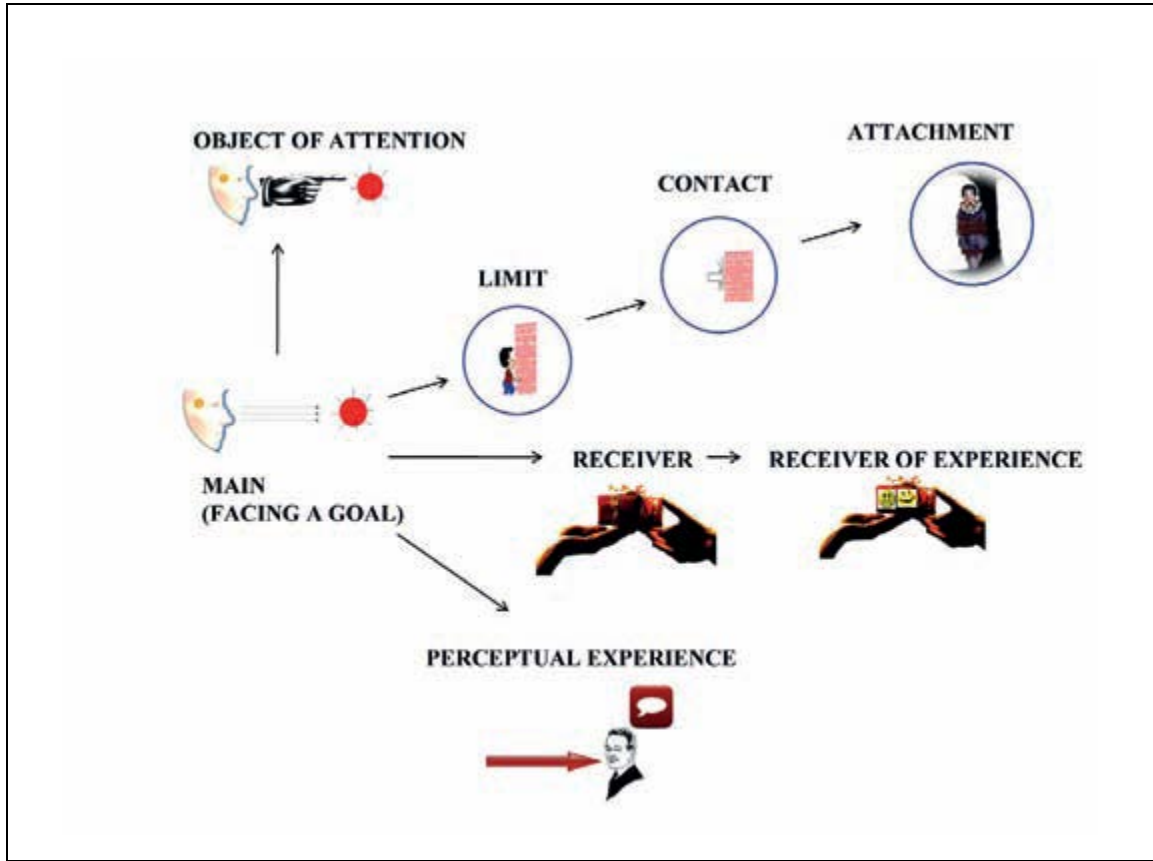 OBJECT OF ATTENTION
ATTACHMENT
CONTACT
LIMIT
MAIN
(FACING A GOAL)
RECEIVER
RECEIVER OF EXPERIENCE
PERCEPTUAL EXPERIENCE